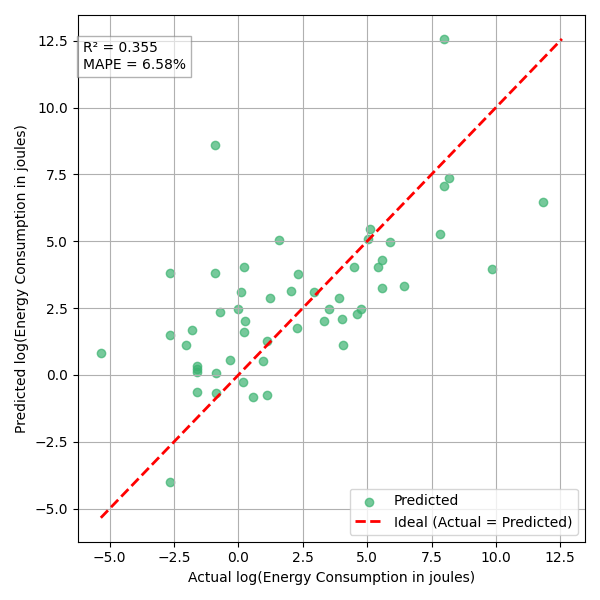 R² = 0.355
MAPE = 6.58%
12.5
10.0
7.5
5.0
2.5
0.0
−2.5
−5.0
Predicted log(Energy Consumption in joules)
Predicted
Ideal (Actual = Predicted)
−5.0 −2.5 0.0 2.5 5.0 7.5 10.0 12.5
Actual log(Energy Consumption in joules)